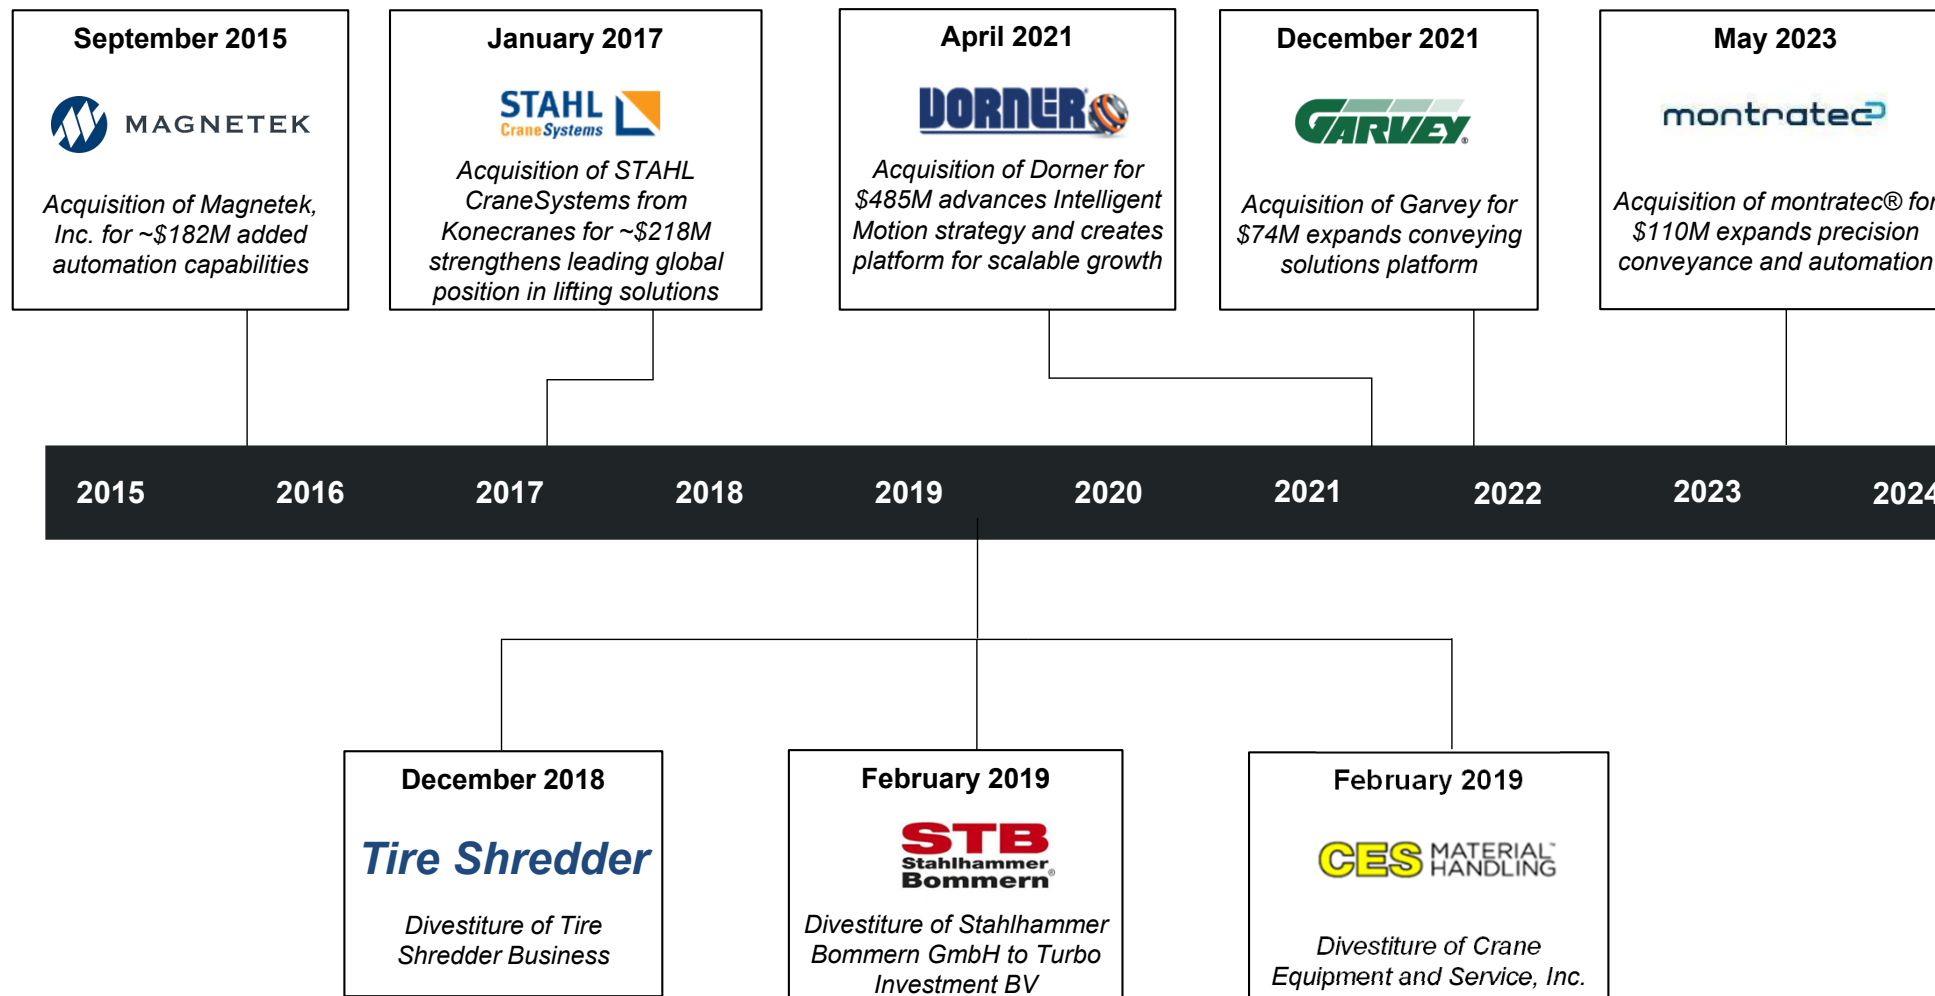 September 2015
MAGNETEK
Acquisition of Magnetek,
Inc. for ~$182M added
automation capabilities
January 2017
STAHL
CraneSystems
Acquisition of STAHL
CraneSystems from
Konecranes for ~$218M
strengthens leading global
position in lifting solutions
April 2021
DORNER®
Acquisition of Dorner for
$485M advances Intelligent
Motion strategy and creates
platform for scalable growth
December 2021
GARVEY®
Acquisition of Garvey for
$74M expands conveying
solutions platform
May 2023
montratec
Acquisition of montratec® for
$110M expands precision
conveyance and automation
2015 2016 2017 2018 2019 2020 2021 2022 2023 2024
December 2018
Tire Shredder
Divestiture of Tire
Shredder Business
February 2019
STB
Stahlhammer
Bommern®
Divestiture of Stahlhammer
Bommern GmbH to Turbo
Investment BV
February 2019
CES MATERIAL™
HANDLING
Divestiture of Crane
Equipment and Service, Inc.